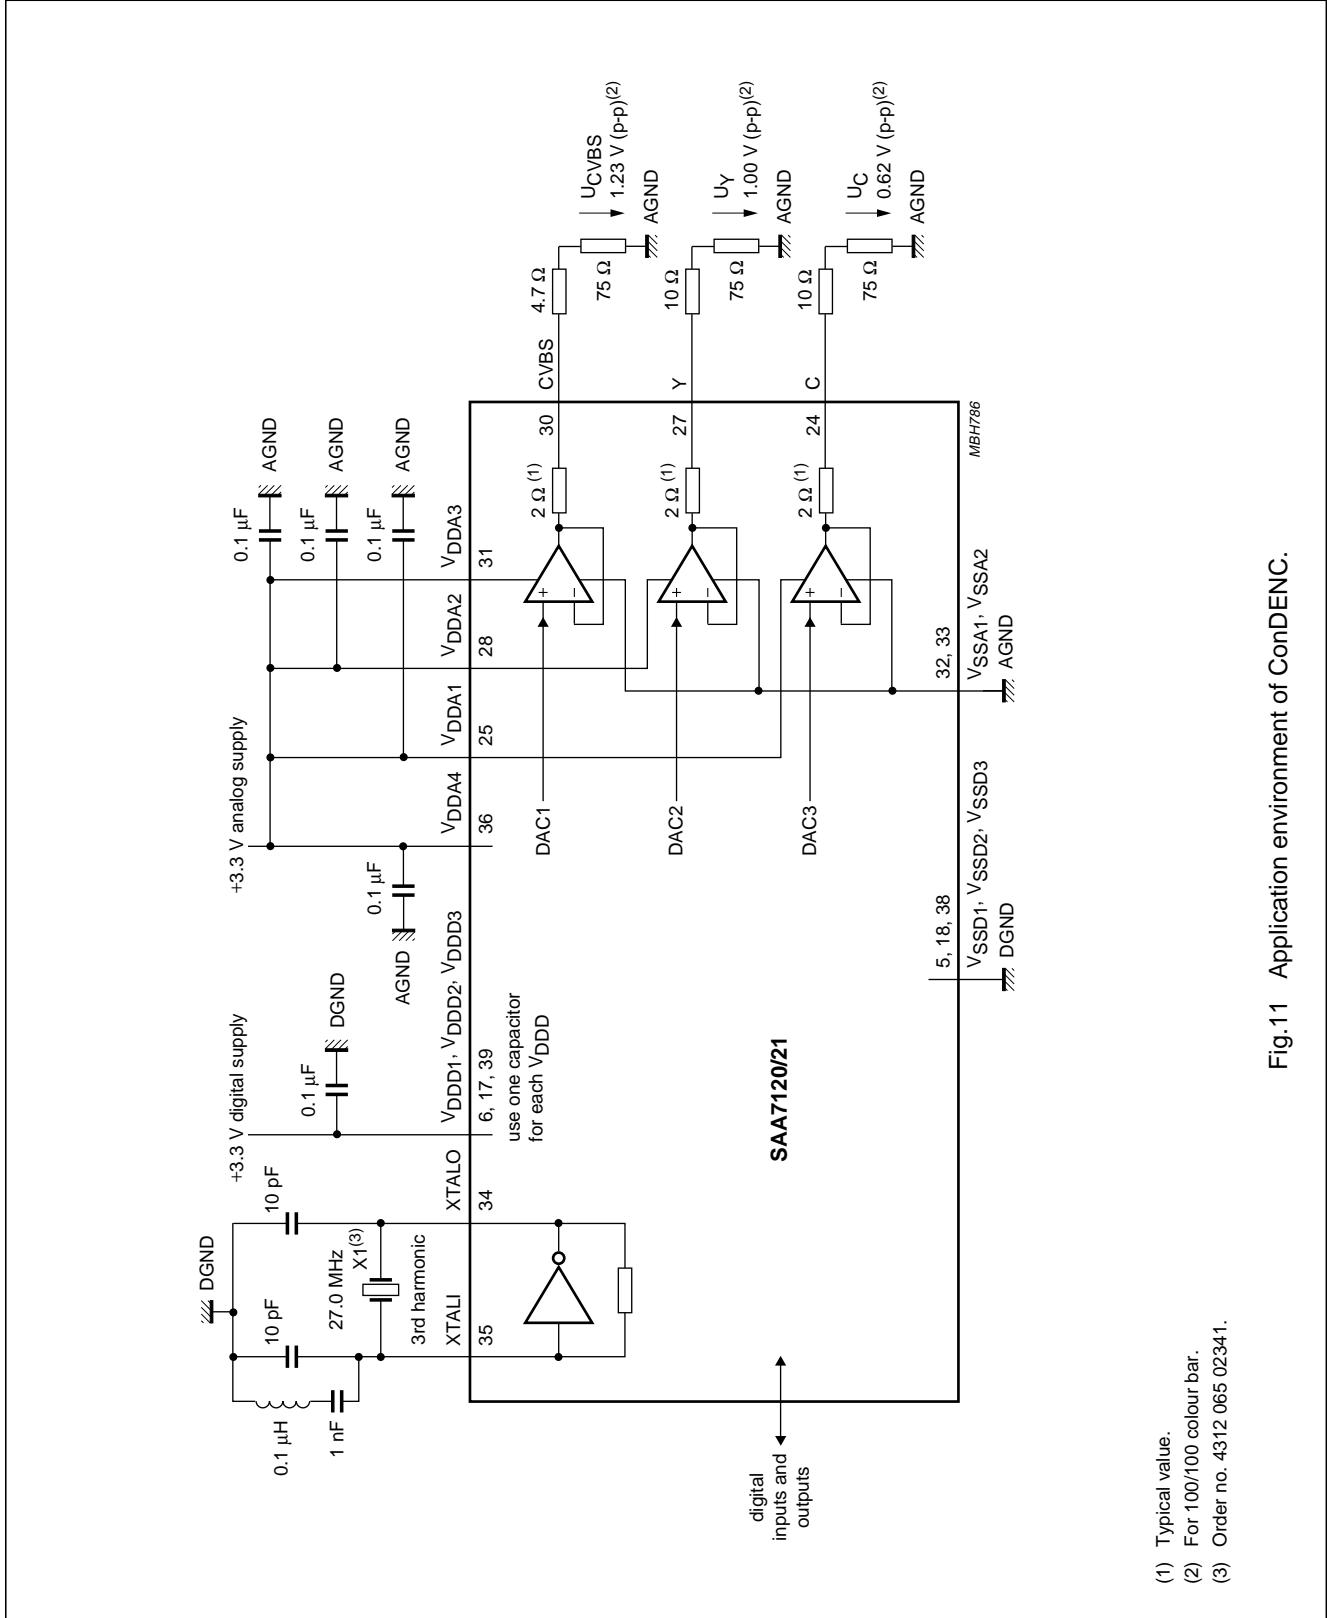 DGND
10 pF
10 pF
0.1 μH
1 nF
27.0 MHz
X1(3)
3rd harmonic
XTALI
XTALO
35
34
+3.3 V digital supply
0.1 μF
DGND
VDDD1, VDDD2, VDDD3
6, 17, 39
use one capacitor
for each VDDD
+3.3 V analog supply
0.1 μF
AGND
VDDA4
36
VDDA1
25
VDDA2
28
VDDA3
31
0.1 μF
AGND
0.1 μF
AGND
0.1 μF
AGND
DAC1
+
−
2 Ω (1)
30
CVBS
4.7 Ω
75 Ω
UCVBS
1.23 V (p-p)(2)
AGND
DAC2
+
−
2 Ω (1)
27
Y
10 Ω
75 Ω
UY
1.00 V (p-p)(2)
AGND
DAC3
+
−
2 Ω (1)
24
C
10 Ω
75 Ω
UC
0.62 V (p-p)(2)
AGND
SAA7120/21
digital
inputs and
outputs
5, 18, 38
VSSD1, VSSD2, VSSD3
DGND
32, 33
VSSA1, VSSA2
AGND
MBH786
(1) Typical value.
(2) For 100/100 colour bar.
(3) Order no. 4312 065 02341.
Fig.11 Application environment of ConDENC.